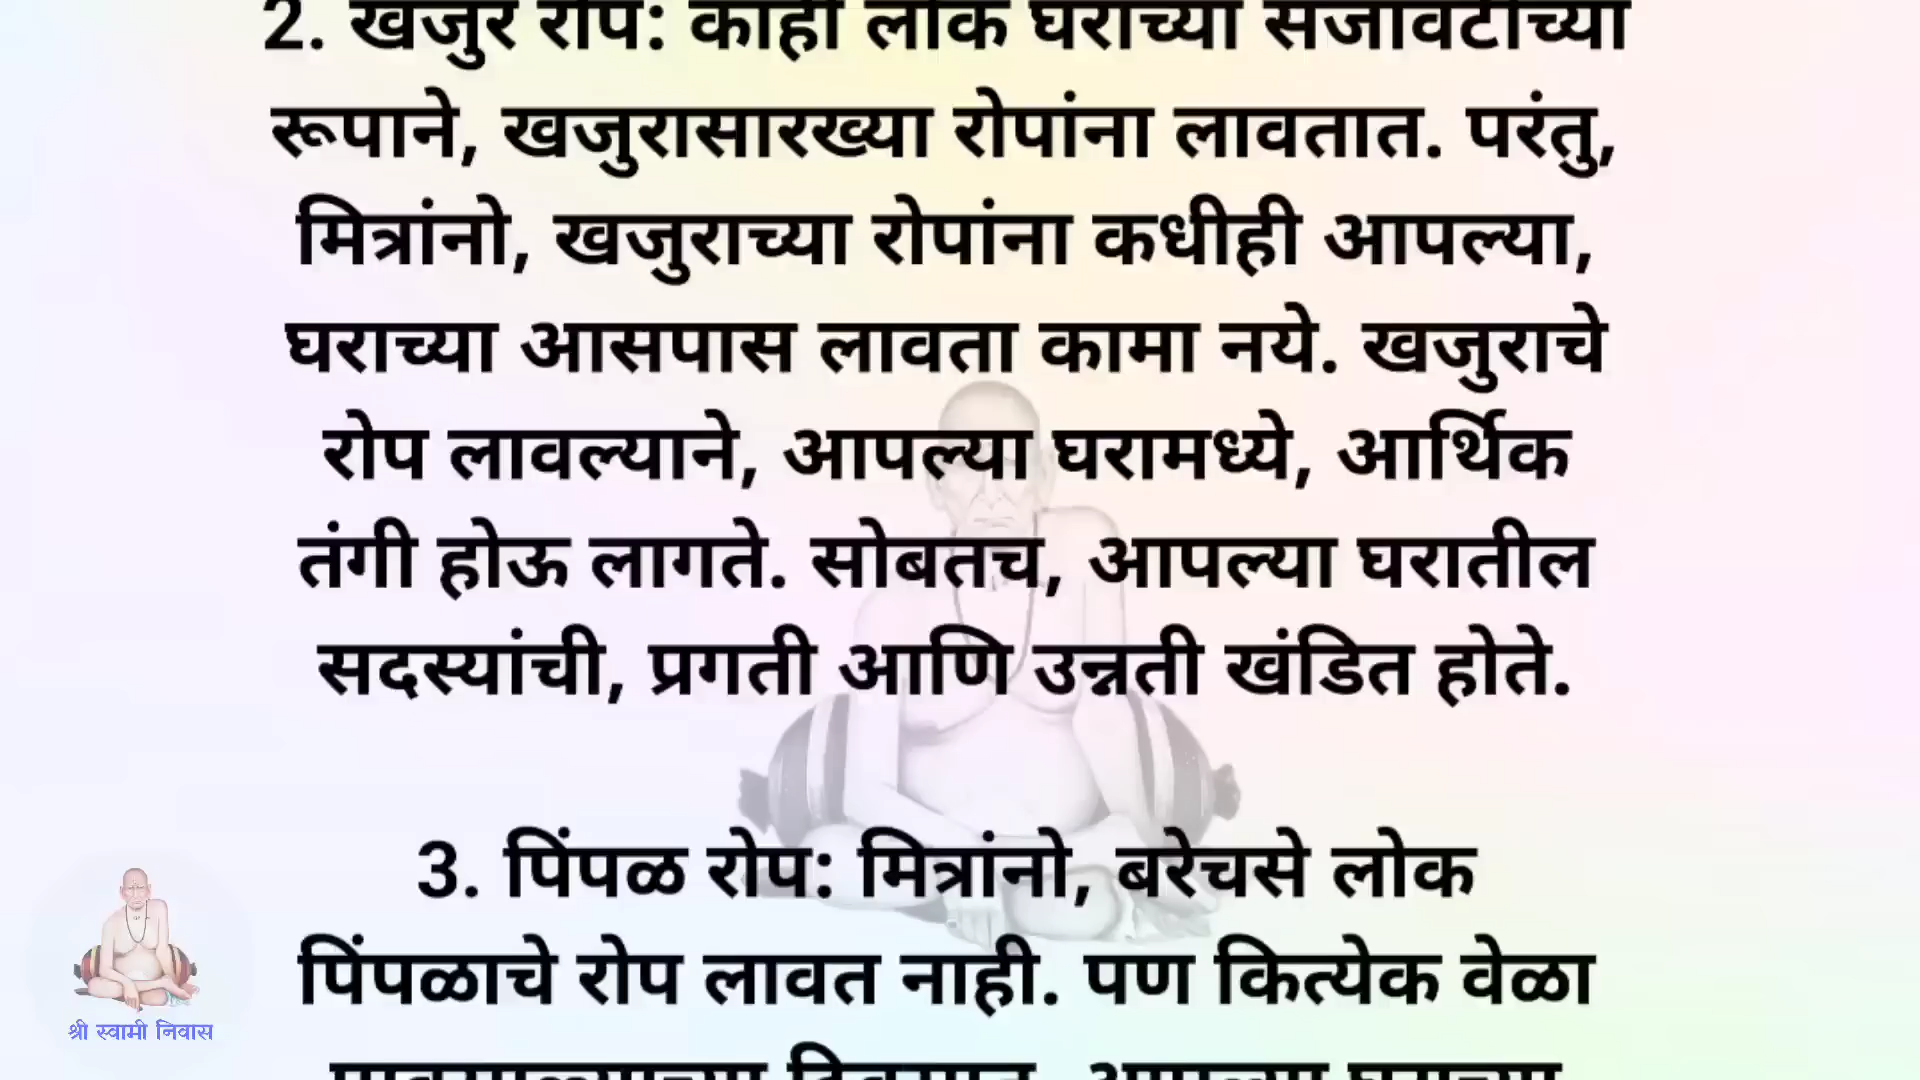 2. खजुर रोप: काही लोक घराच्या सजावटीच्या
रूपाने, खजुरासारख्या रोपांना लावतात. परंतु,
मित्रांनो, खजुराच्या रोपांना कधीही आपल्या,
घराच्या आसपास लावता कामा नये. खजुराचे
रोप लावल्याने, आपल्या घरामध्ये, आर्थिक
तंगी होऊ लागते. सोबतच, आपल्या घरातील
सदस्यांची, प्रगती आणि उन्नती खंडित होते.
3. पिंपळ रोप: मित्रांनो, बरेचसे लोक
पिंपळाचे रोप लावत नाही. पण कित्येक वेळा
श्री स्वामी निवास